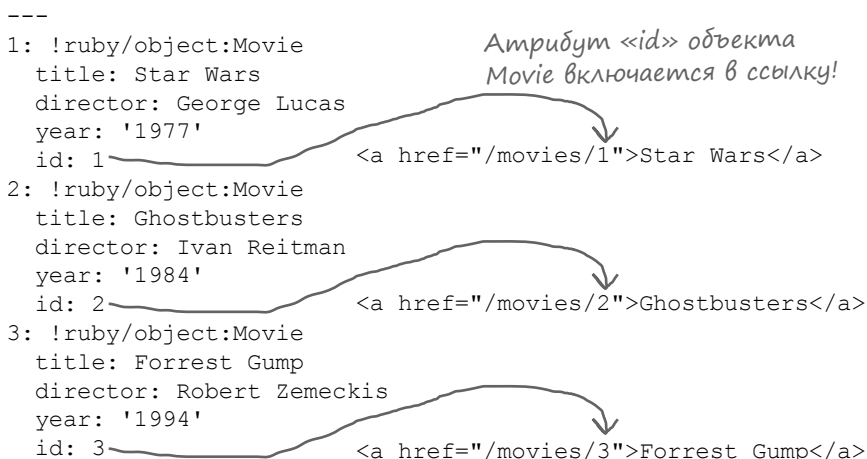 ---
1: !ruby/object:Movie
Атрибут «id» объекта
Movie включается в ссылку!
title: Star Wars
director: George Lucas
year: '1977'
id: 1
<a href="/movies/1">Star Wars</a>
2: !ruby/object:Movie
title: Ghostbusters
director: Ivan Reitman
year: '1984'
id: 2
<a href="/movies/2">Ghostbusters</a>
3: !ruby/object:Movie
title: Forrest Gump
director: Robert Zemeckis
year: '1994'
id: 3
<a href="/movies/3">Forrest Gump</a>